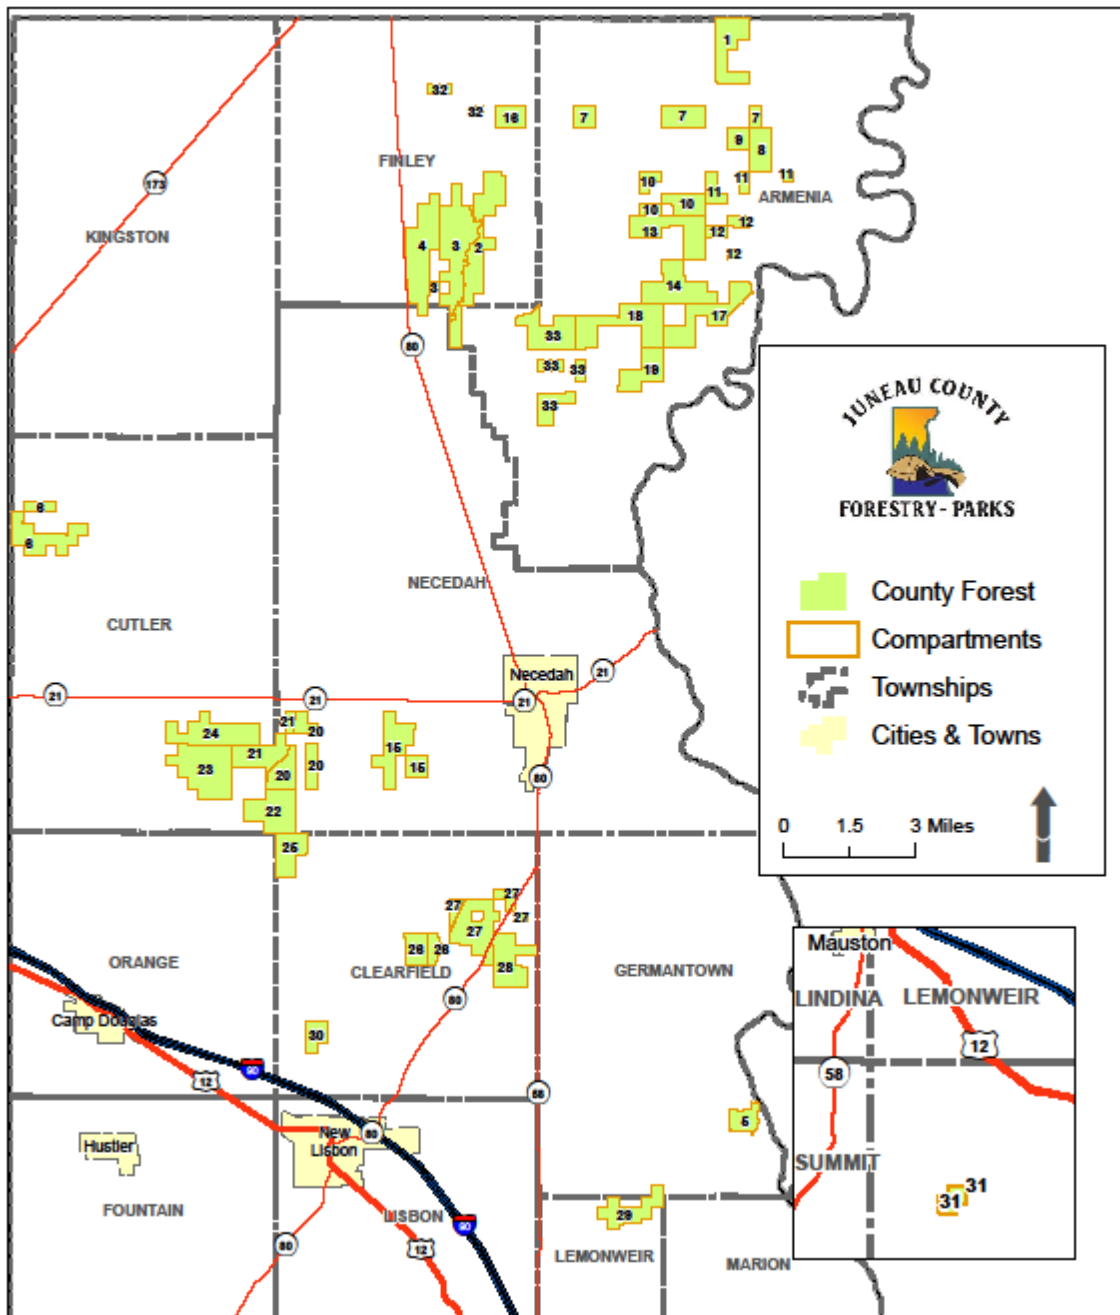 1
32
32
16
7
7
7
9
8
FINLEY
173
10
11
11
11
ARMENIA
10
10
12
13
12
12
KINGSTON
4
3
2
3
14
18
17
33
80
33
33
19
33
JUNEAU COUNTY
FORESTRY - PARKS
6
6
NECEDAH
County Forest
CUTLER
Compartments
Necedah
21
Townships
21
21
21
Cities & Towns
21
20
24
21
15
23
20
20
15
80
22
0 1.5 3 Miles
25
27
27
27
27
26
26
28
Mauston
ORANGE
CLEARFIELD
GERMANTOWN
LINDINA
LEMONWEIR
80
Camp Douglas
30
12
90
12
58
58
5
New
Lisbon
80
Hustler
SUMMIT
31
31
FOUNTAIN
LISBON
90
29
80
12
LEMONWEIR
MARION